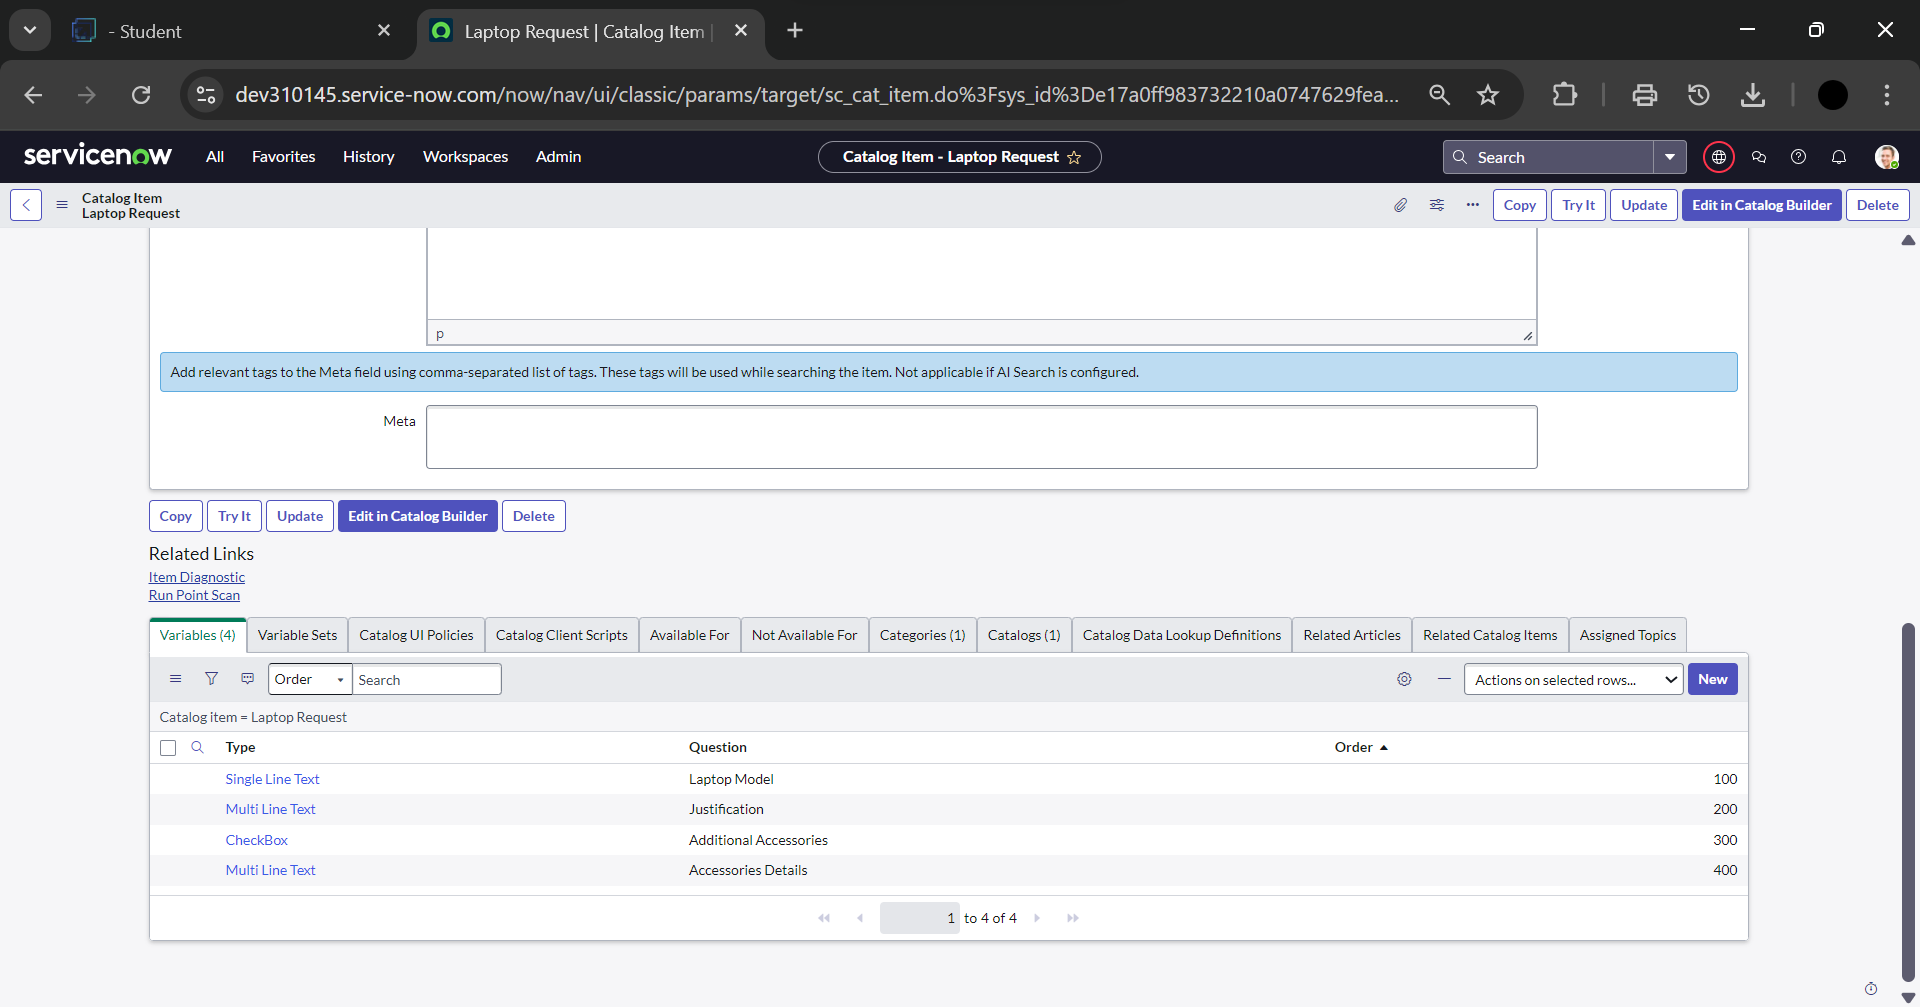 - Student
Laptop Request | Catalog Item |
dev310145.service-now.com/now/nav/ui/classic/params/target/sc_cat_item.do%3Fsys_id%3De17a0ff983732210a0747629fea...
servicenow All Favorites History Workspaces Admin
Catalog Item - Laptop Request
Search
Catalog Item
Laptop Request
Copy Try It Update Edit in Catalog Builder Delete
p
Add relevant tags to the Meta field using comma-separated list of tags. These tags will be used while searching the item. Not applicable if AI Search is configured.
Meta
Copy Try It Update Edit in Catalog Builder Delete
Related Links
Item Diagnostic
Run Point Scan
Variables (4) Variable Sets Catalog UI Policies Catalog Client Scripts Available For Not Available For Categories (1) Catalogs (1) Catalog Data Lookup Definitions Related Articles Related Catalog Items Assigned Topics
Order Search Actions on selected rows... New
Catalog item = Laptop Request
Type Question Order
Single Line Text Laptop Model 100
Multi Line Text Justification 200
CheckBox Additional Accessories 300
Multi Line Text Accessories Details 400
1 to 4 of 4